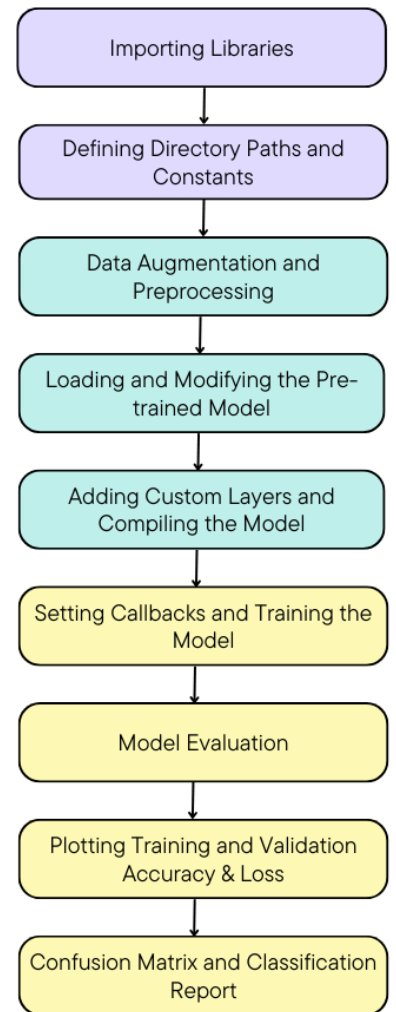 Importing Libraries
Defining Directory Paths and
Constants
Data Augmentation and
Preprocessing
Loading and Modifying the Pre-
trained Model
Adding Custom Layers and
Compiling the Model
Setting Callbacks and Training the
Model
Model Evaluation
Plotting Training and Validation
Accuracy & Loss
Confusion Matrix and Classification
Report